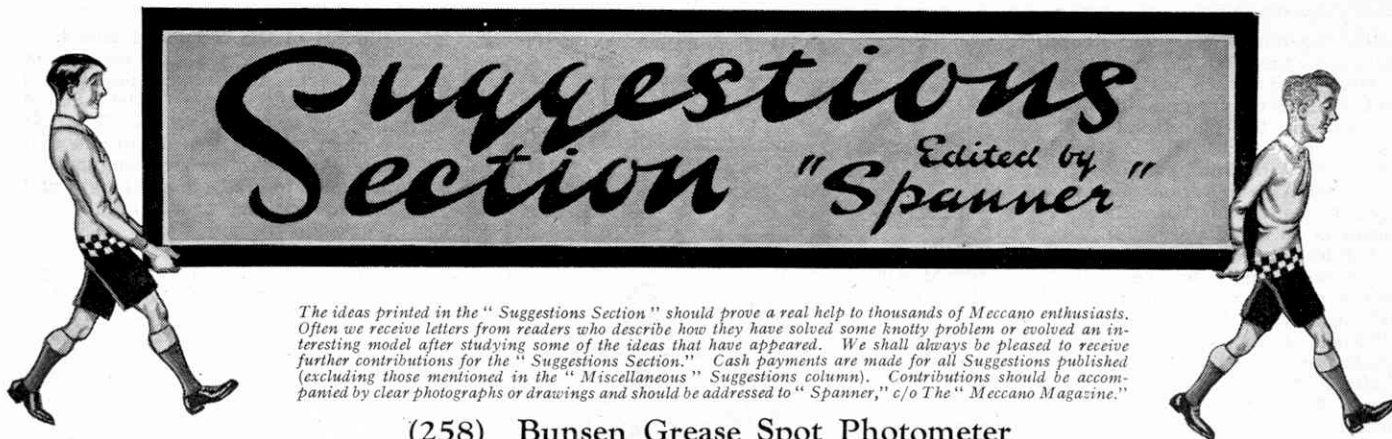 Suggestions
Section
Edited by
"Spanner"
The ideas printed in the “ Suggestions Section ” should prove a real help to thousands of Meccano enthusiasts.
Often we receive letters from readers who describe how they have solved some knotty problem or evolved an in-
teresting model after studying some of the ideas that have appeared. We shall always be pleased to receive
further contributions for the “ Suggestions Section.” Cash payments are made for all Suggestions published
(excluding those mentioned in the “ Miscellaneous ” Suggestions column). Contributions should be accom-
panied by clear photographs or drawings and should be addressed to “ Spanner,” c/o The “ Meccano Magazine.”
(258) Bunsen Grease Spot Photometer